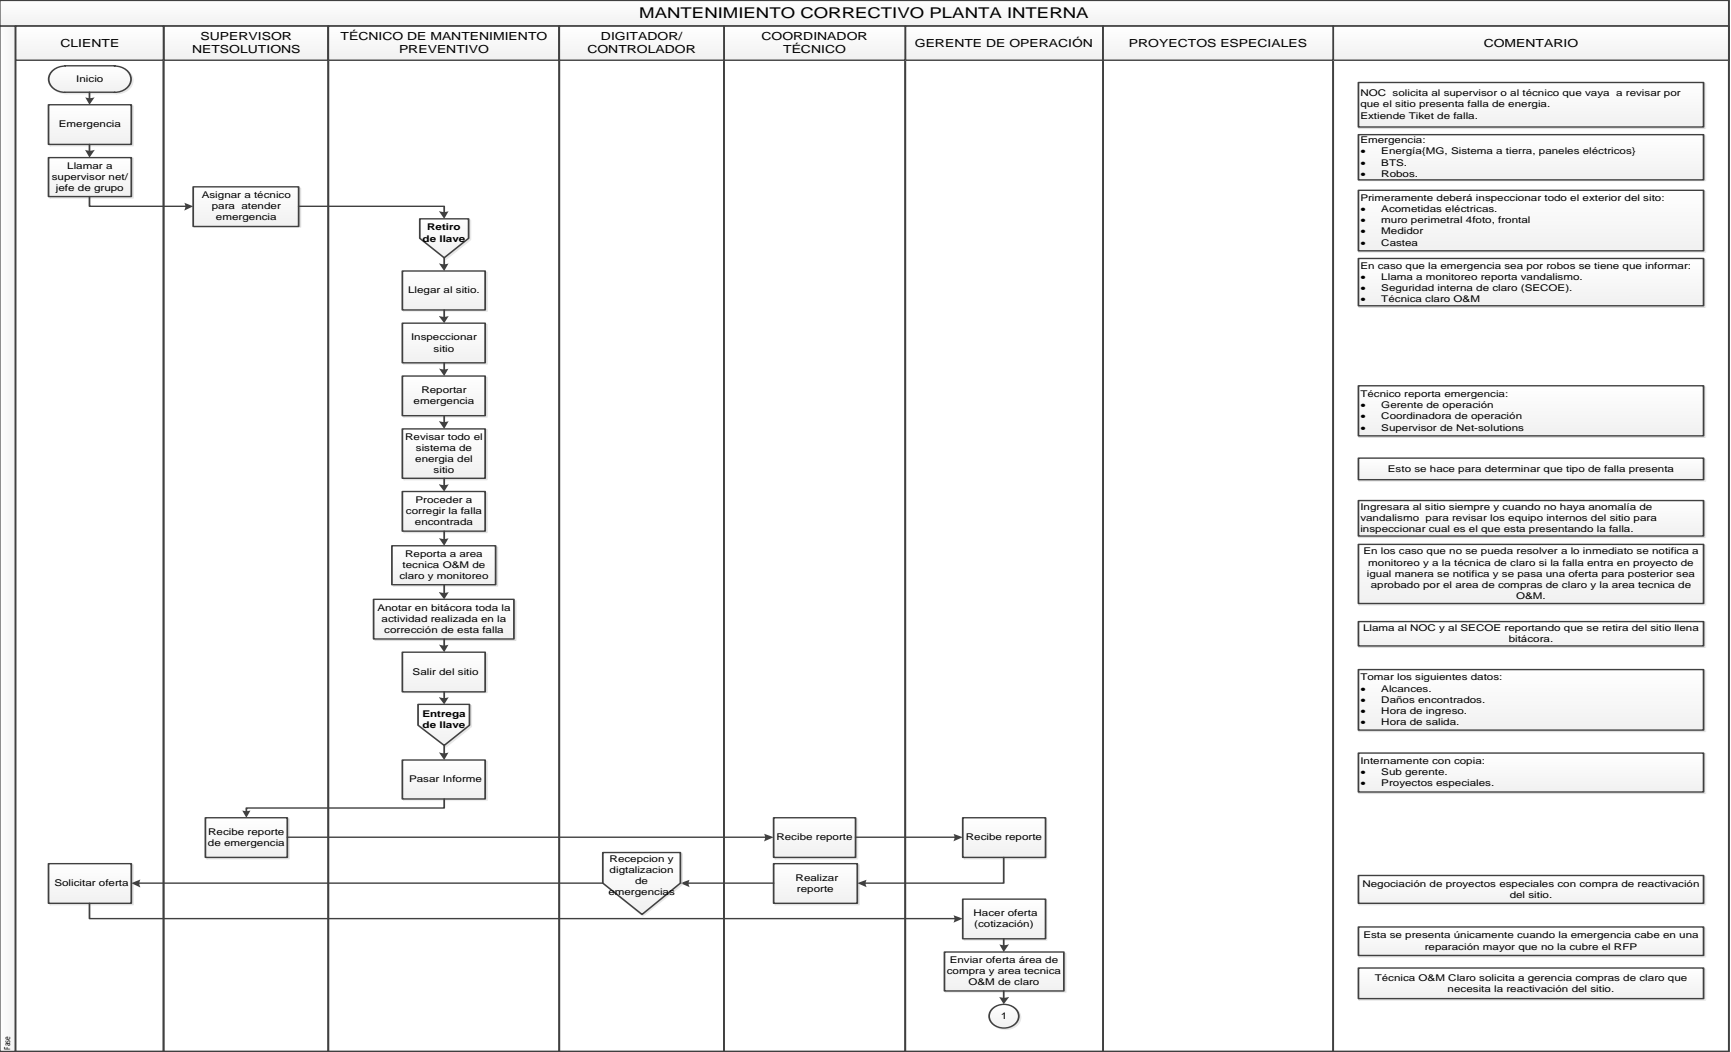 MANTENIMIENTO CORRECTIVO PLANTA INTERNA
CLIENTE
SUPERVISOR
NETSOLUTIONS
TÉCNICO DE MANTENIMIENTO
PREVENTIVO
DIGITADOR/
CONTROLADOR
COORDINADOR
TÉCNICO
GERENTE DE OPERACIÓN
PROYECTOS ESPECIALES
COMENTARIO
Inicio
Emergencia
Llamar a
supervisor net/
jefe de grupo
Asignar a técnico
para atender
emergencia
Retiro
de llave
Llegar al sitio.
Inspeccionar
sitio
Reportar
emergencia
Revisar todo el
sistema de
energia del
sitio
Proceder a
corregir la falla
encontrada
Reporta a area
tecnica O&M de
claro y monitoreo
Anotar en bitácora toda la
actividad realizada en la
corrección de esta falla
Salir del sitio
Entrega
de llave
Pasar Informe
Recibe reporte
de emergencia
Recibe reporte
Recibe reporte
Realizar
reporte
Recepcion y
digtalizacion
de
emergencias
Solicitar oferta
Hacer oferta
(cotización)
Enviar oferta área de
compra y area tecnica
O&M de claro
1
NOC solicita al supervisor o al técnico que vaya a revisar por
que el sitio presenta falla de energia.
Extiende Tiket de falla.
Emergencia:
• Energía{MG, Sistema a tierra, paneles eléctricos}
• BTS.
• Robos.
Primeramente deberá inspeccionar todo el exterior del sito:
• Acometidas eléctricas.
• muro perimetral 4foto, frontal
• Medidor
• Castea
En caso que la emergencia sea por robos se tiene que informar:
• Llama a monitoreo reporta vandalismo.
• Seguridad interna de claro (SECOE).
• Técnica claro O&M
Técnico reporta emergencia:
• Gerente de operación
• Coordinadora de operación
• Supervisor de Net-solutions
Esto se hace para determinar que tipo de falla presenta
Ingresara al sitio siempre y cuando no haya anomalía de
vandalismo para revisar los equipo internos del sitio para
inspeccionar cual es el que esta presentando la falla.
En los caso que no se pueda resolver a lo inmediato se notifica a
monitoreo y a la técnica de claro si la falla entra en proyecto de
igual manera se notifica y se pasa una oferta para posterior sea
aprobado por el area de compras de claro y la area tecnica de
O&M.
Llama al NOC y al SECOE reportando que se retira del sitio llena
bitácora.
Tomar los siguientes datos:
• Alcances.
• Daños encontrados.
• Hora de ingreso.
• Hora de salida.
Internamente con copia:
• Sub gerente.
• Proyectos especiales.
Negociación de proyectos especiales con compra de reactivación
del sitio.
Esta se presenta únicamente cuando la emergencia cabe en una
reparación mayor que no la cubre el RFP
Técnica O&M Claro solicita a gerencia compras de claro que
necesita la reactivación del sitio.
Fase